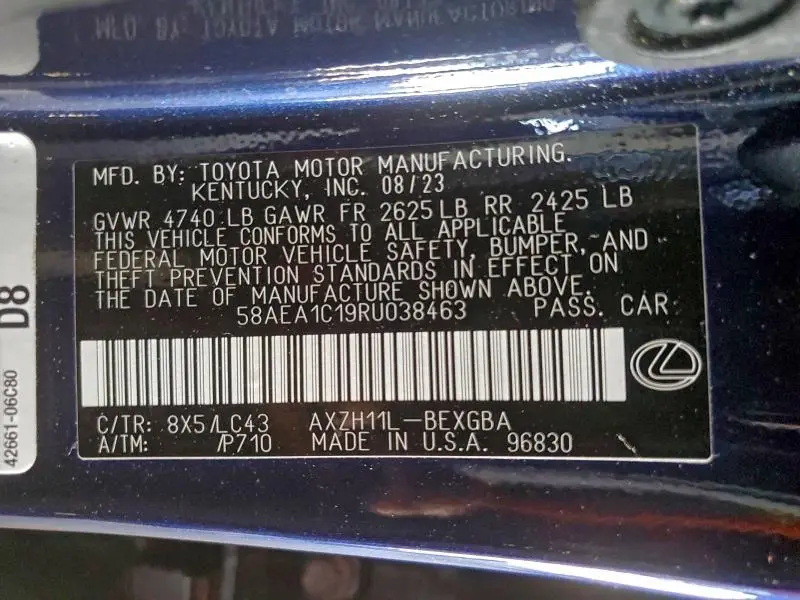 MFD. BY: TOYOTA MOTOR MANUFACTURING.
KENTUCKY, INC. 08/23
GVWR 4740 LB GAWR FR 2625 LB RR 2425 LB
THIS VEHICLE CONFORMS TO ALL APPLICABLE
FEDERAL MOTOR VEHICLE SAFETY, BUMPER, AND
THEFT PREVENTION STANDARDS IN EFFECT ON
THE DATE OF MANUFACTURE SHOWN ABOVE.
58AEA1C19RU038463 PASS. CAR
C/TR: 8X5/LC43 AXZH11L-BEXGBA
A/TM: /P710 MADE IN U.S.A. 96830
42661-06C80
D8